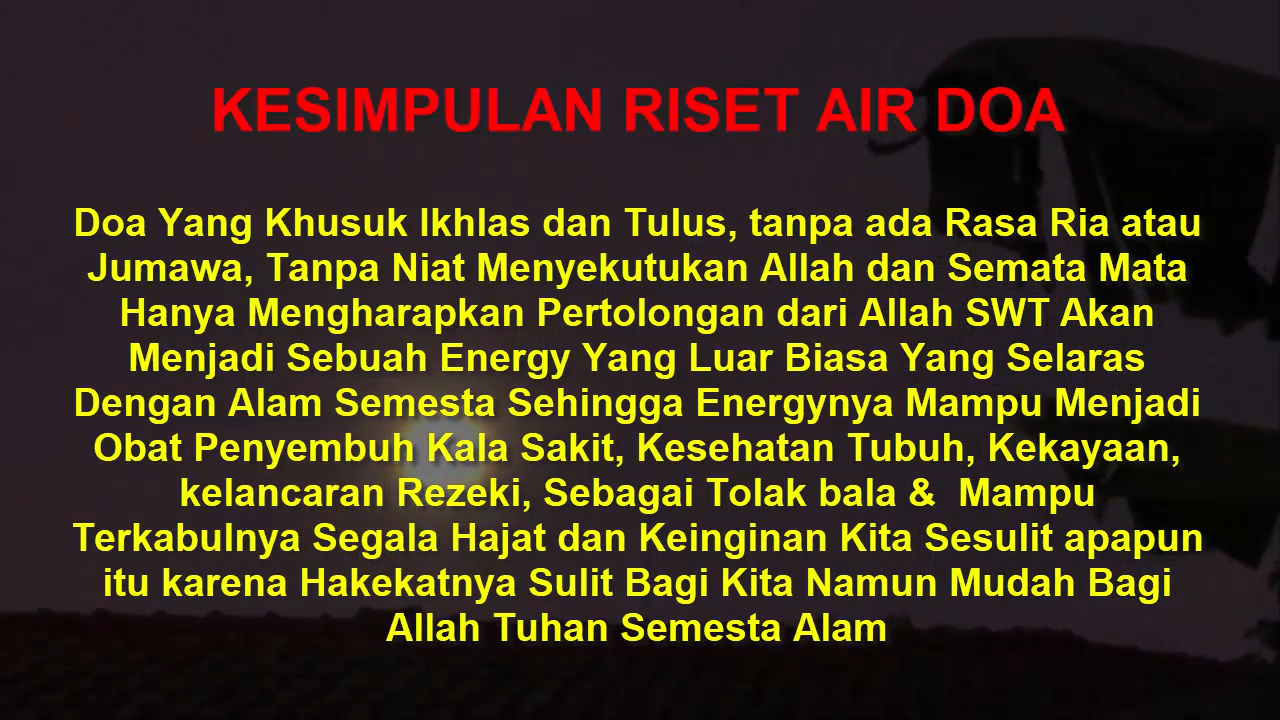 KESIMPULAN RISET AIR DOA
Doa Yang Khusuk Ikhlas dan Tulus, tanpa ada Rasa Ria atau
Jumawa, Tanpa Niat Menyekutukan Allah dan Semata Mata
Hanya Mengharapkan Pertolongan dari Allah SWT Akan
Menjadi Sebuah Energy Yang Luar Biasa Yang Selaras
Dengan Alam Semesta Sehingga Energynya Mampu Menjadi
Obat Penyembuh Kala Sakit, Kesehatan Tubuh, Kekayaan,
kelancaran Rezeki, Sebagai Tolak bala &  Mampu
Terkabulnya Segala Hajat dan Keinginan Kita Sesulit apapun
itu karena Hakekatnya Sulit Bagi Kita Namun Mudah Bagi
Allah Tuhan Semesta Alam